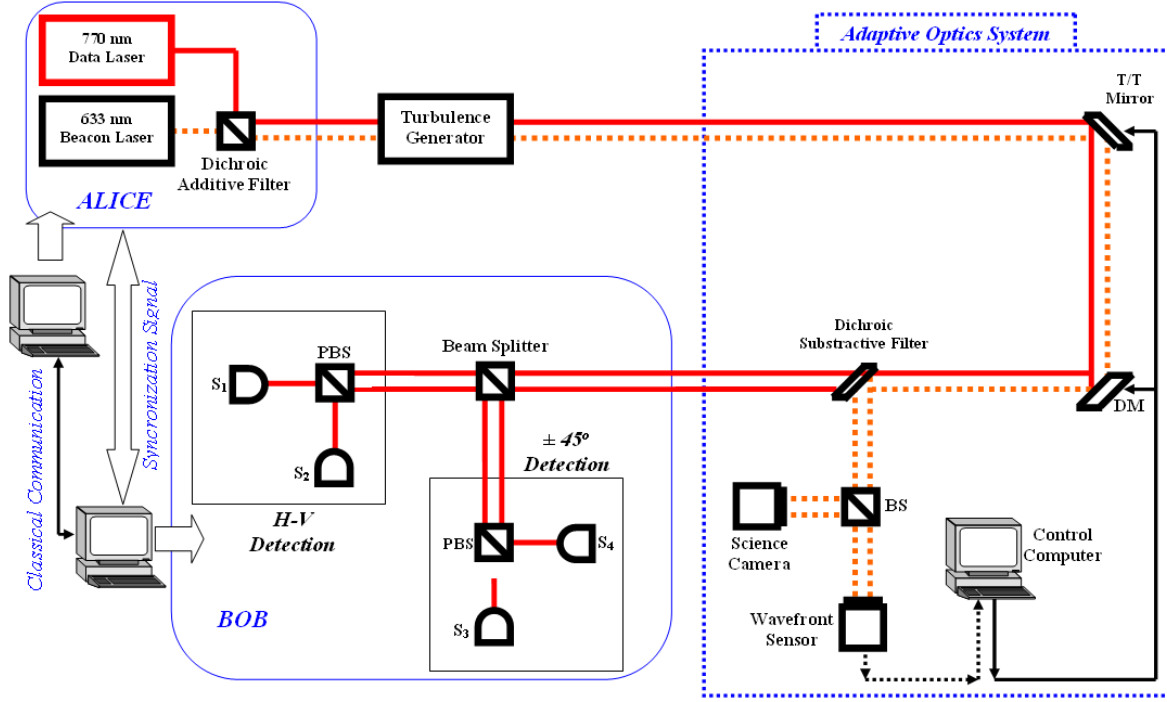 770 nm
Data Laser
633 nm
Beacon Laser
Dichroic
Additive Filter
ALICE
Turbulence
Generator
Adaptive Optics System
T/T
Mirror
Classical Communication
Syncronization Signal
PBS
S1
S2
H-V
Detection
Beam Splitter
± 45º
Detection
PBS
S4
S3
BOB
Dichroic
Substractive Filter
DM
BS
Science
Camera
Wavefront
Sensor
Control
Computer